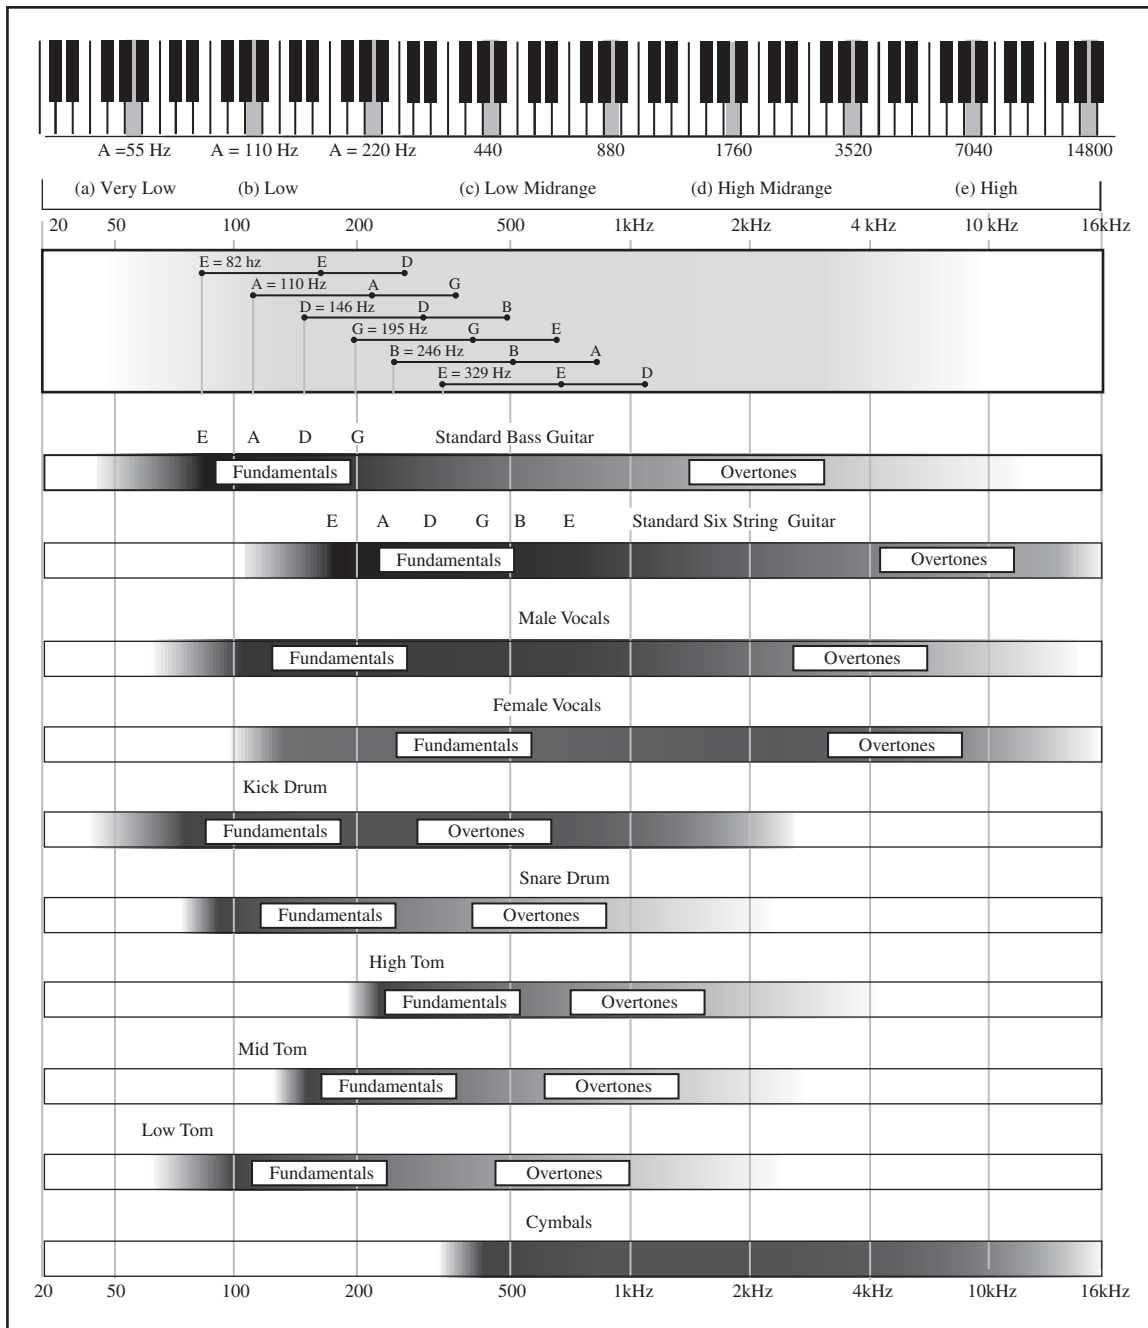 A =55 Hz A = 110 Hz A = 220 Hz 440 880 1760 3520 7040 14800
(a) Very Low (b) Low (c) Low Midrange (d) High Midrange (e) High
20 50 100 200 500 1kHz 2kHz 4 kHz 10 kHz 16kHz
E = 82 hz E D
A = 110 Hz A G
D = 146 Hz D B
G = 195 Hz G E
B = 246 Hz B A
E = 329 Hz E D
E A D G Standard Bass Guitar
Fundamentals Overtones
E A D G B E Standard Six String Guitar
Fundamentals Overtones
Male Vocals
Fundamentals Overtones
Female Vocals
Fundamentals Overtones
Kick Drum
Fundamentals Overtones
Snare Drum
Fundamentals Overtones
High Tom
Fundamentals Overtones
Mid Tom
Fundamentals Overtones
Low Tom
Fundamentals Overtones
Cymbals
20 50 100 200 500 1kHz 2kHz 4kHz 10kHz 16kHz